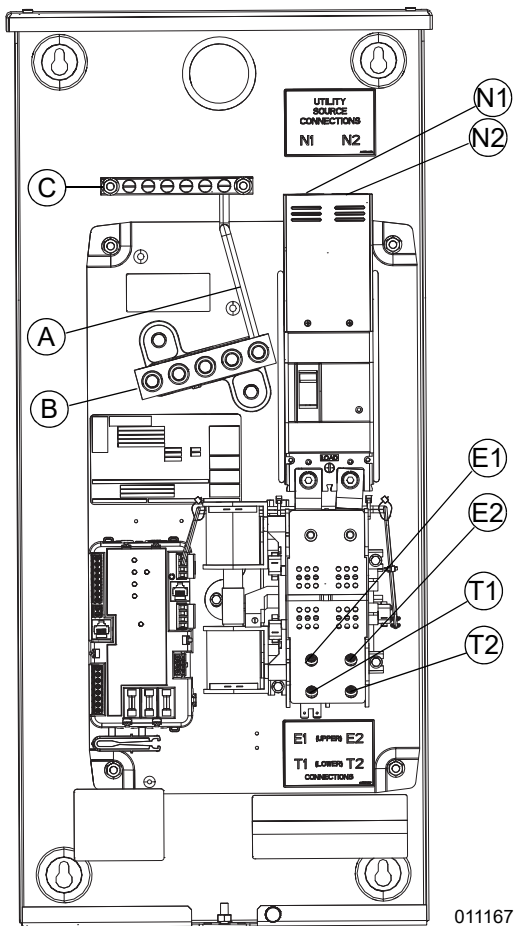 UTILITY
SOURCE
CONNECTIONS
N1 N2
N1
N2
C
A
B
LOAD
E1
E2
T1
T2
E1 (UPPER) E2
T1 (LOWER) T2
CONNECTIONS
011167